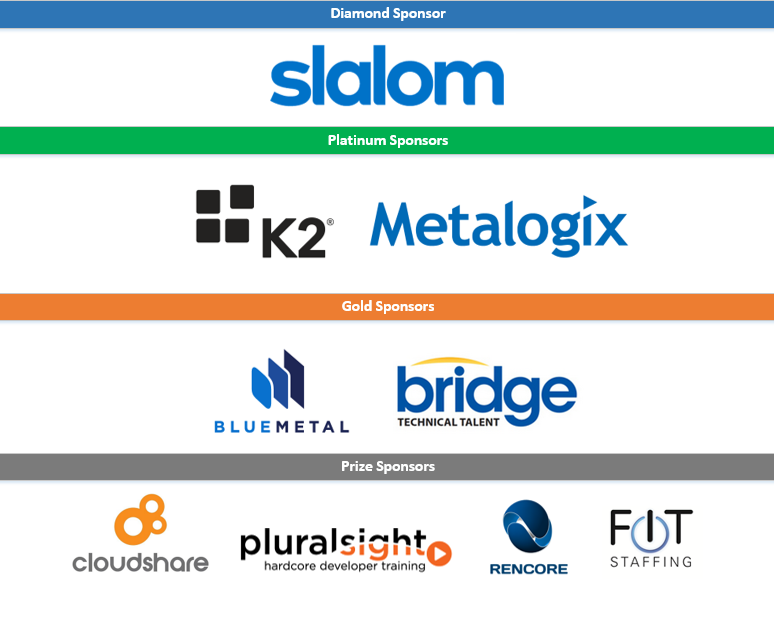 Diamond Sponsor
slalom
Platinum Sponsors
K2®
Metalogix
Gold Sponsors
BLUEMETAL
bridge
TECHNICAL TALENT
Prize Sponsors
cloudshare
pluralsight
hardcore developer training
RENCORE
FIT
STAFFING